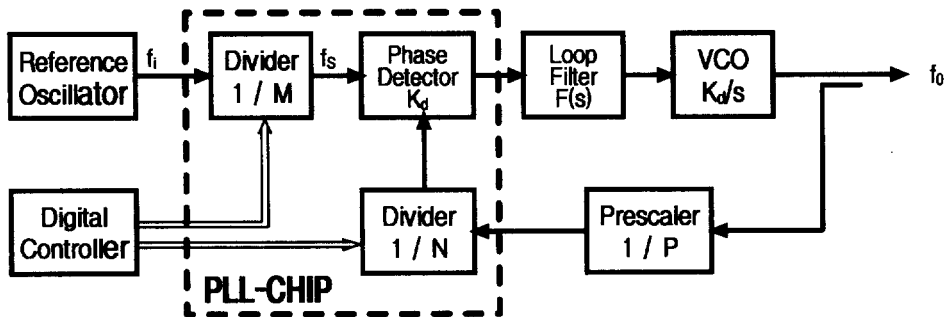 Reference
Oscillator
fi
Divider
1 / M
fs
Phase
Detector
Kd
Loop
Filter
F(s)
VCO
Kd/s
f0
Digital
Controller
Divider
1 / N
Prescaler
1 / P
PLL-CHIP